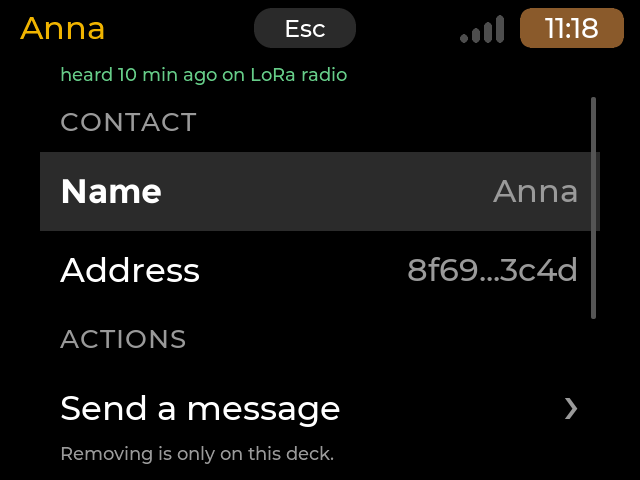 Anna
Esc
11:18
heard 10 min ago on LoRa radio
CONTACT
Name Anna
Address 8f69...3c4d
ACTIONS
Send a message ❯
Removing is only on this deck.